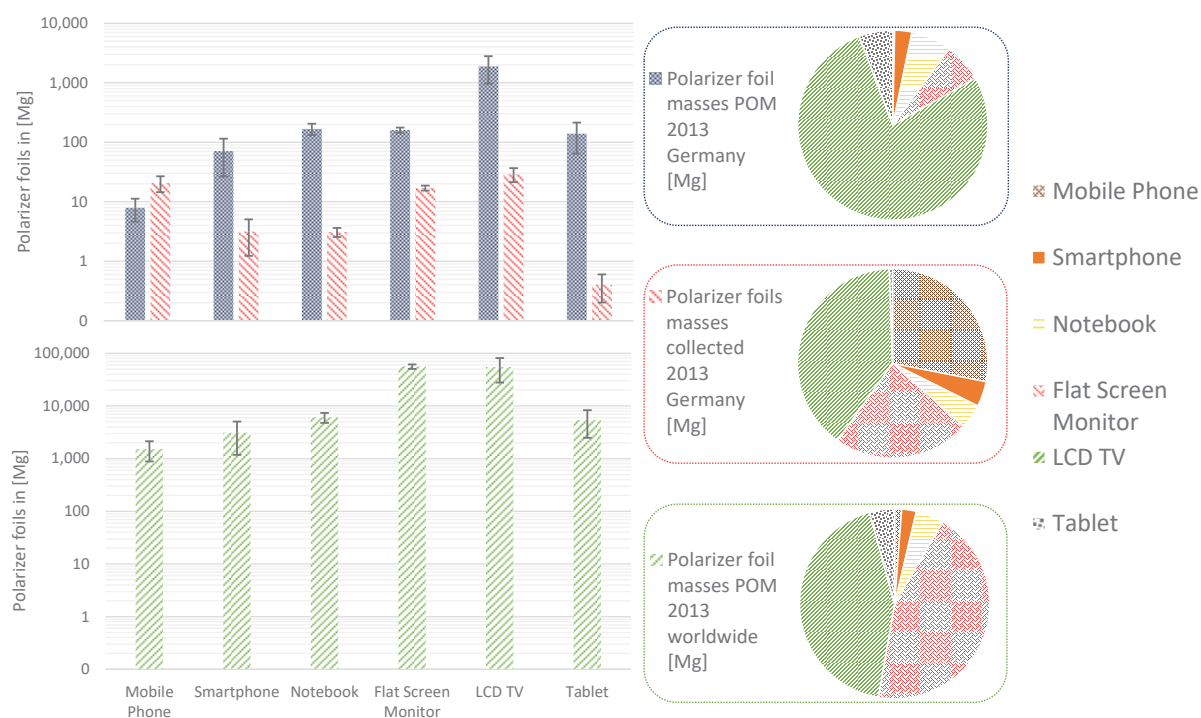 10,000
1,000
100
10
1
0
Polarizer foils in [Mg]
100,000
10,000
1,000
100
10
1
0
Polarizer foils in [Mg]
Mobile
Phone
Smartphone
Notebook
Flat Screen
Monitor
LCD TV
Tablet
Polarizer foil
masses POM
2013
Germany
[Mg]
Polarizer foils
masses
collected
2013
Germany
[Mg]
Polarizer foil
masses POM
2013
worldwide
[Mg]
Mobile Phone
Smartphone
Notebook
Flat Screen
Monitor
LCD TV
Tablet